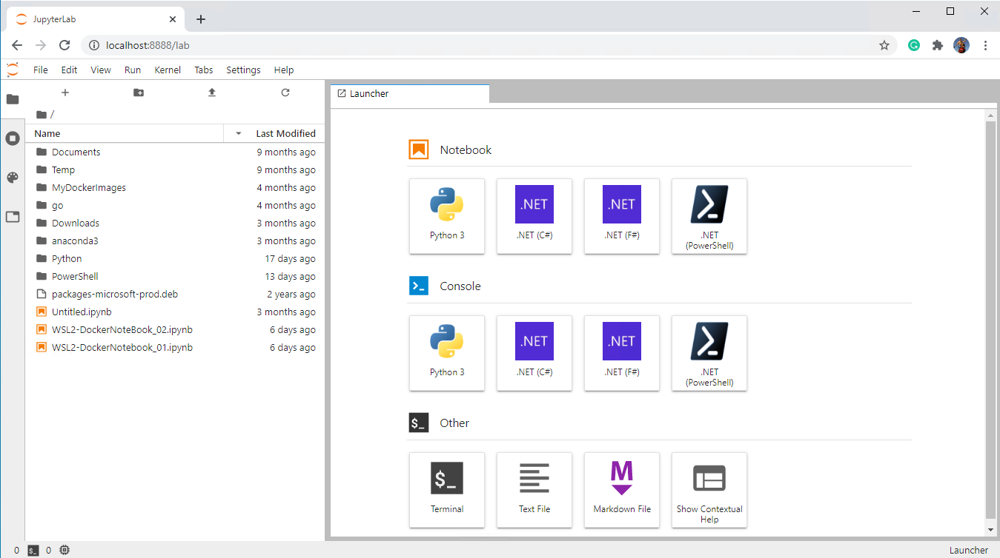 JupyterLab
localhost:8888/lab
File Edit View Run Kernel Tabs Settings Help
/
Name Last Modified
Documents 9 months ago
Temp 9 months ago
MyDockerImages 4 months ago
go 4 months ago
Downloads 3 months ago
anaconda3 3 months ago
Python 17 days ago
PowerShell 13 days ago
packages-microsoft-prod.deb 2 years ago
Untitled.ipynb 3 months ago
WSL2-DockerNoteBook_02.ipynb 6 days ago
WSL2-DockerNotebook_01.ipynb 6 days ago
Launcher
Notebook
.NET .NET
Python 3 .NET (C#) .NET (F#) .NET
(PowerShell)
Console
.NET .NET
Python 3 .NET (C#) .NET (F#) .NET
(PowerShell)
$_ Other
$_ M
Terminal Text File Markdown File Show Contextual
Help
0 $_ 0 Launcher